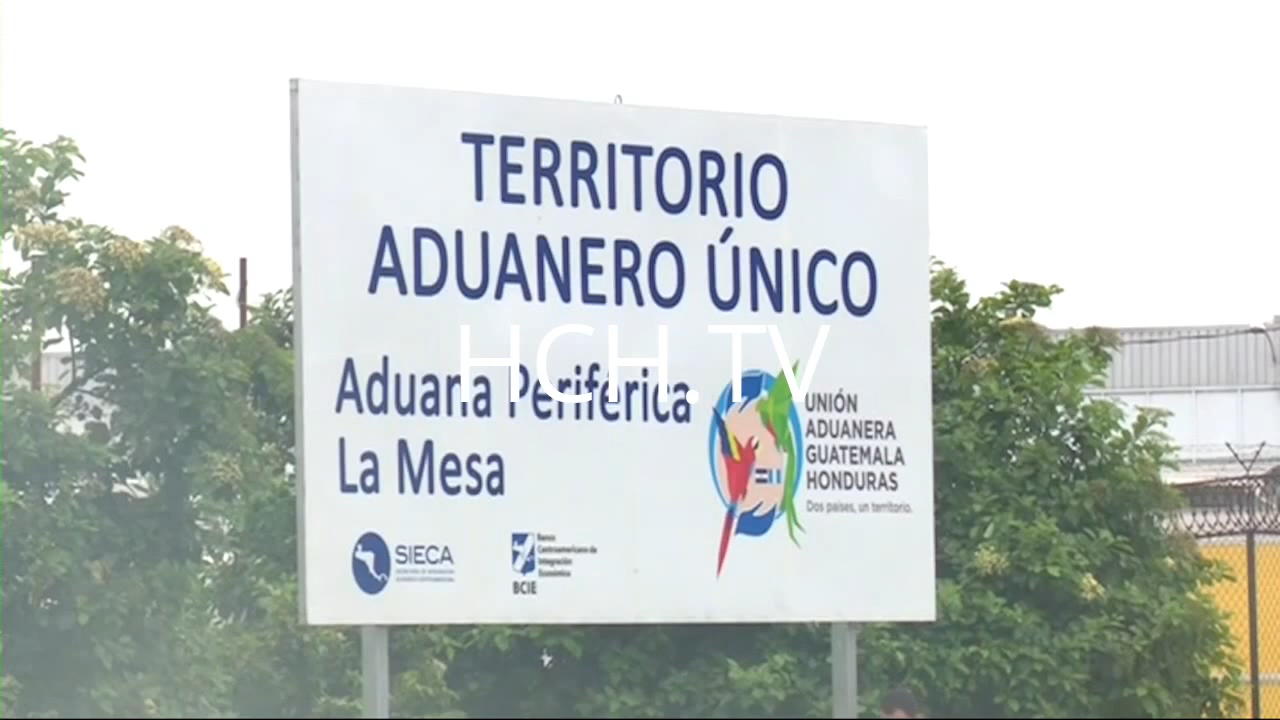 TERRITORIO
ADUANERO ÚNICO
HCH.TV
Aduana Periférica
La Mesa
UNIÓN
ADUANERA
GUATEMALA
HONDURAS
Dos países, un territorio.
SIECA
Banco
Centroamericano de
Integración
Económica
BCIE